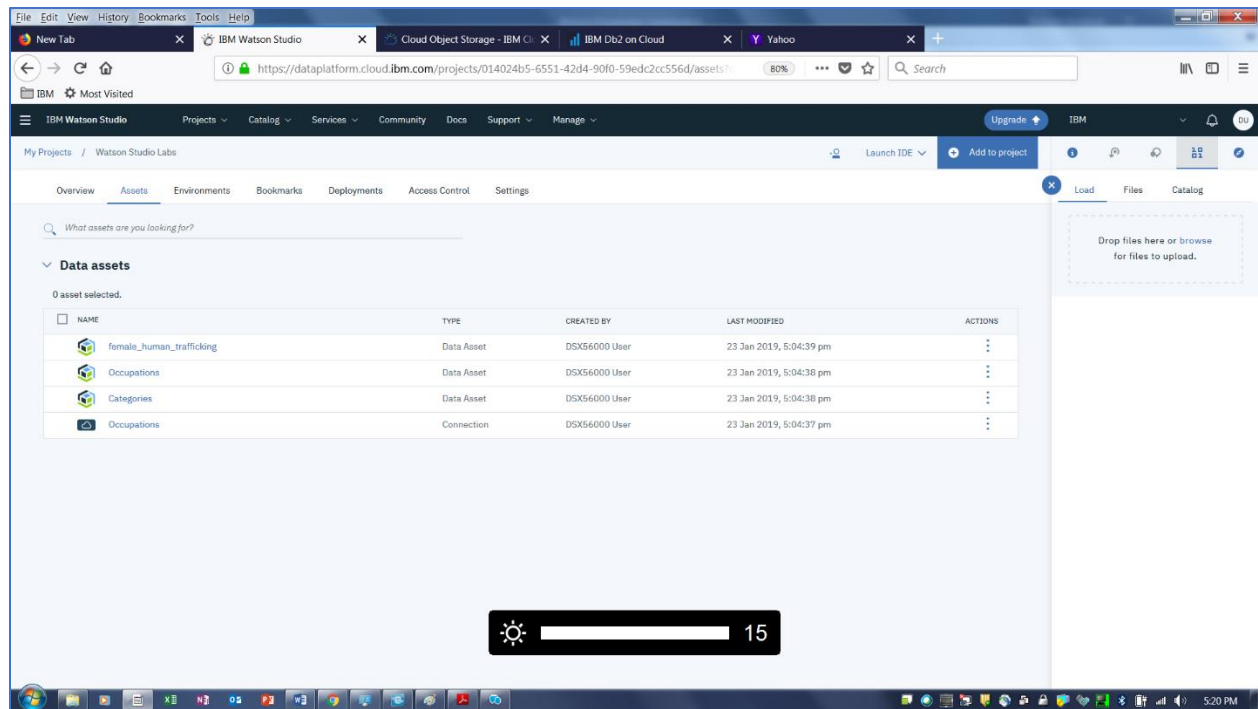 File Edit View History Bookmarks Tools Help
New Tab IBM Watson Studio Cloud Object Storage - IBM Cl IBM Db2 on Cloud Yahoo
https://dataplatform.cloud.ibm.com/projects/014024b5-6551-42d4-90f0-59edc2cc556d/assets? 80% Search
IBM Most Visited
IBM Watson Studio Projects Catalog Services Community Docs Support Manage Upgrade IBM DU
My Projects / Watson Studio Labs Launch IDE Add to project
Overview Assets Environments Bookmarks Deployments Access Control Settings Load Files Catalog
What assets are you looking for?
Drop files here or browse
for files to upload.
Data assets
0 asset selected.
NAME TYPE CREATED BY LAST MODIFIED ACTIONS
female_human_trafficking Data Asset DSX56000 User 23 Jan 2019, 5:04:39 pm
Occupations Data Asset DSX56000 User 23 Jan 2019, 5:04:38 pm
Categories Data Asset DSX56000 User 23 Jan 2019, 5:04:38 pm
Occupations Connection DSX56000 User 23 Jan 2019, 5:04:37 pm
15
5:20 PM